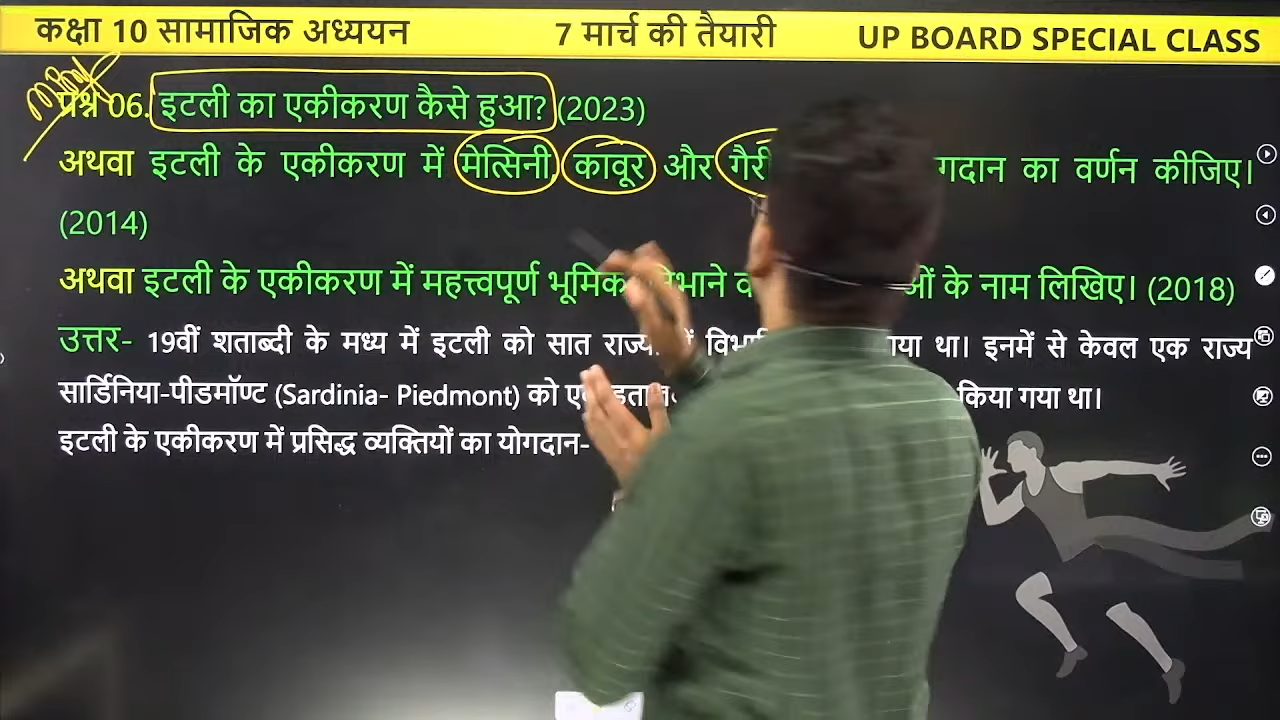 कक्षा 10 सामाजिक अध्ययन 7 मार्च की तैयारी UP BOARD SPECIAL CLASS
प्रश्न 06. इटली का एकीकरण कैसे हुआ? (2023)
अथवा इटली के एकीकरण में मेत्सिनी, कावूर और का वर्णन कीजिए।
(2014)
अथवा इटली के एकीकरण में महत्त्वपूर्ण के नाम लिखिए। (2018)
उत्तर- 19वीं शताब्दी के मध्य में इटली को सात था। इनमें से केवल एक राज्य
सार्डिनिया-पीडमॉण्ट (Sardinia- Piedmont) को किया गया था।
इटली के एकीकरण में प्रसिद्ध व्यक्तियों का योगदान-